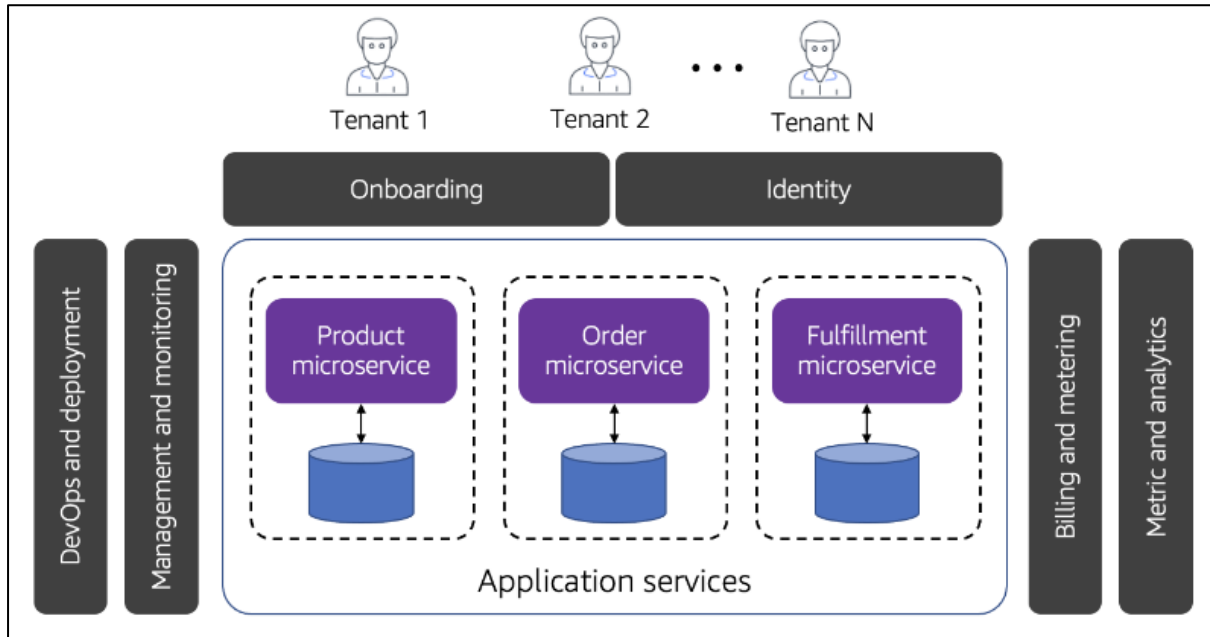 Tenant 1
Tenant 2
• • •
Tenant N
Onboarding
Identity
DevOps and deployment
Management and monitoring
Product
microservice
Order
microservice
Fulfillment
microservice
Application services
Billing and metering
Metric and analytics